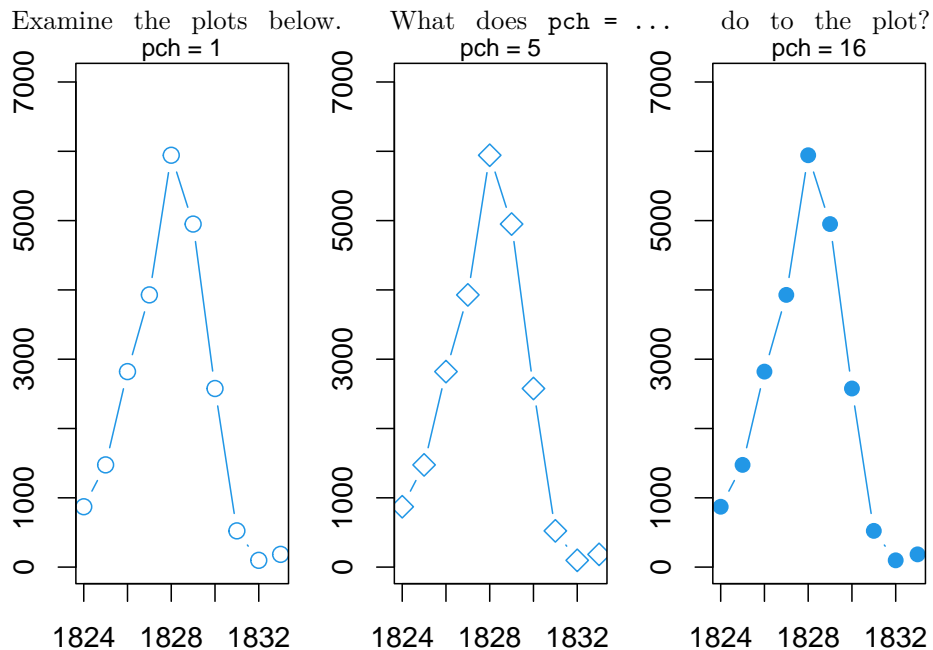 Examine the plots below. What does pch = ... do to the plot?
pch = 1
7000
5000
3000
1000
0
1824 1828 1832
pch = 5
7000
5000
3000
1000
0
1824 1828 1832
pch = 16
7000
5000
3000
1000
0
1824 1828 1832